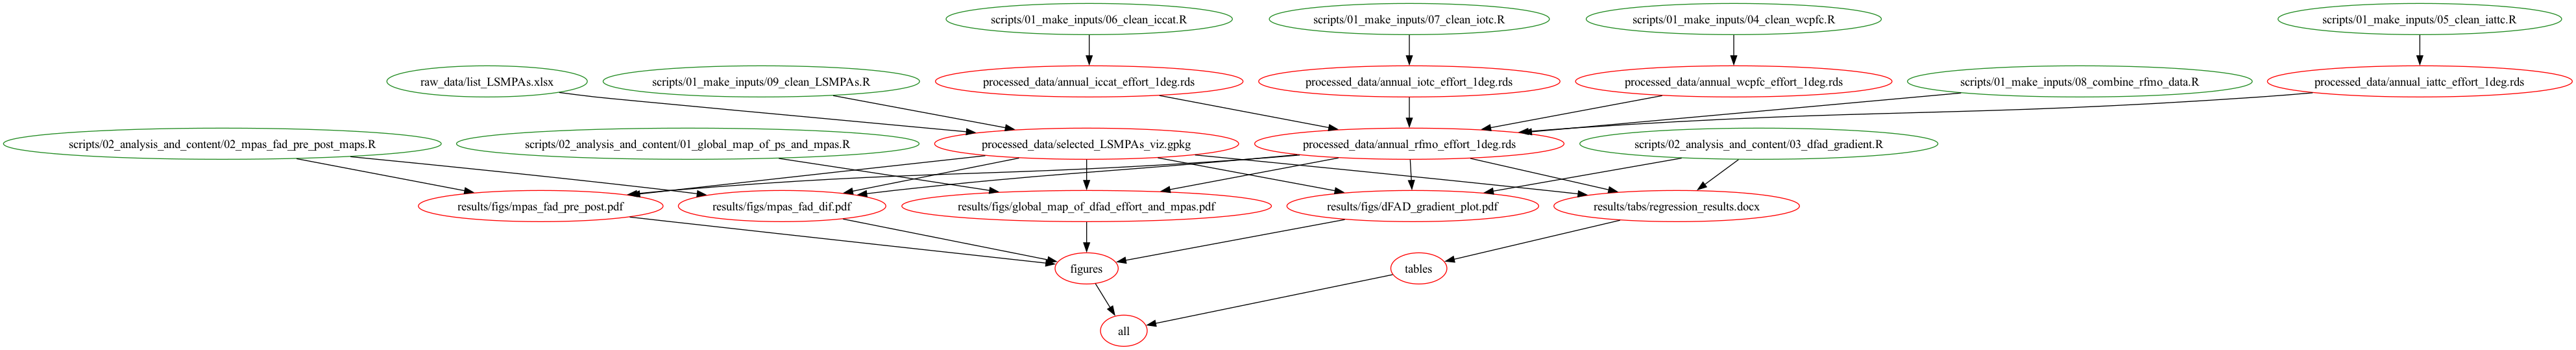 scripts/01_make_inputs/06_clean_iccat.R
scripts/01_make_inputs/07_clean_iotc.R
scripts/01_make_inputs/04_clean_wcpfc.R
scripts/01_make_inputs/05_clean_iattc.R
raw_data/list_LSMPAs.xlsx
scripts/01_make_inputs/09_clean_LSMPAs.R
processed_data/annual_iccat_effort_1deg.rds
processed_data/annual_iotc_effort_1deg.rds
processed_data/annual_wcpfc_effort_1deg.rds
scripts/01_make_inputs/08_combine_rfmo_data.R
processed_data/annual_iattc_effort_1deg.rds
scripts/02_analysis_and_content/02_mpas_fad_pre_post_maps.R
scripts/02_analysis_and_content/01_global_map_of_ps_and_mpas.R
processed_data/selected_LSMPAs_viz.gpkg
processed_data/annual_rfmo_effort_1deg.rds
scripts/02_analysis_and_content/03_dfad_gradient.R
results/figs/mpas_fad_pre_post.pdf
results/figs/mpas_fad_dif.pdf
results/figs/global_map_of_dfad_effort_and_mpas.pdf
results/figs/dFAD_gradient_plot.pdf
results/tabs/regression_results.docx
figures
tables
all